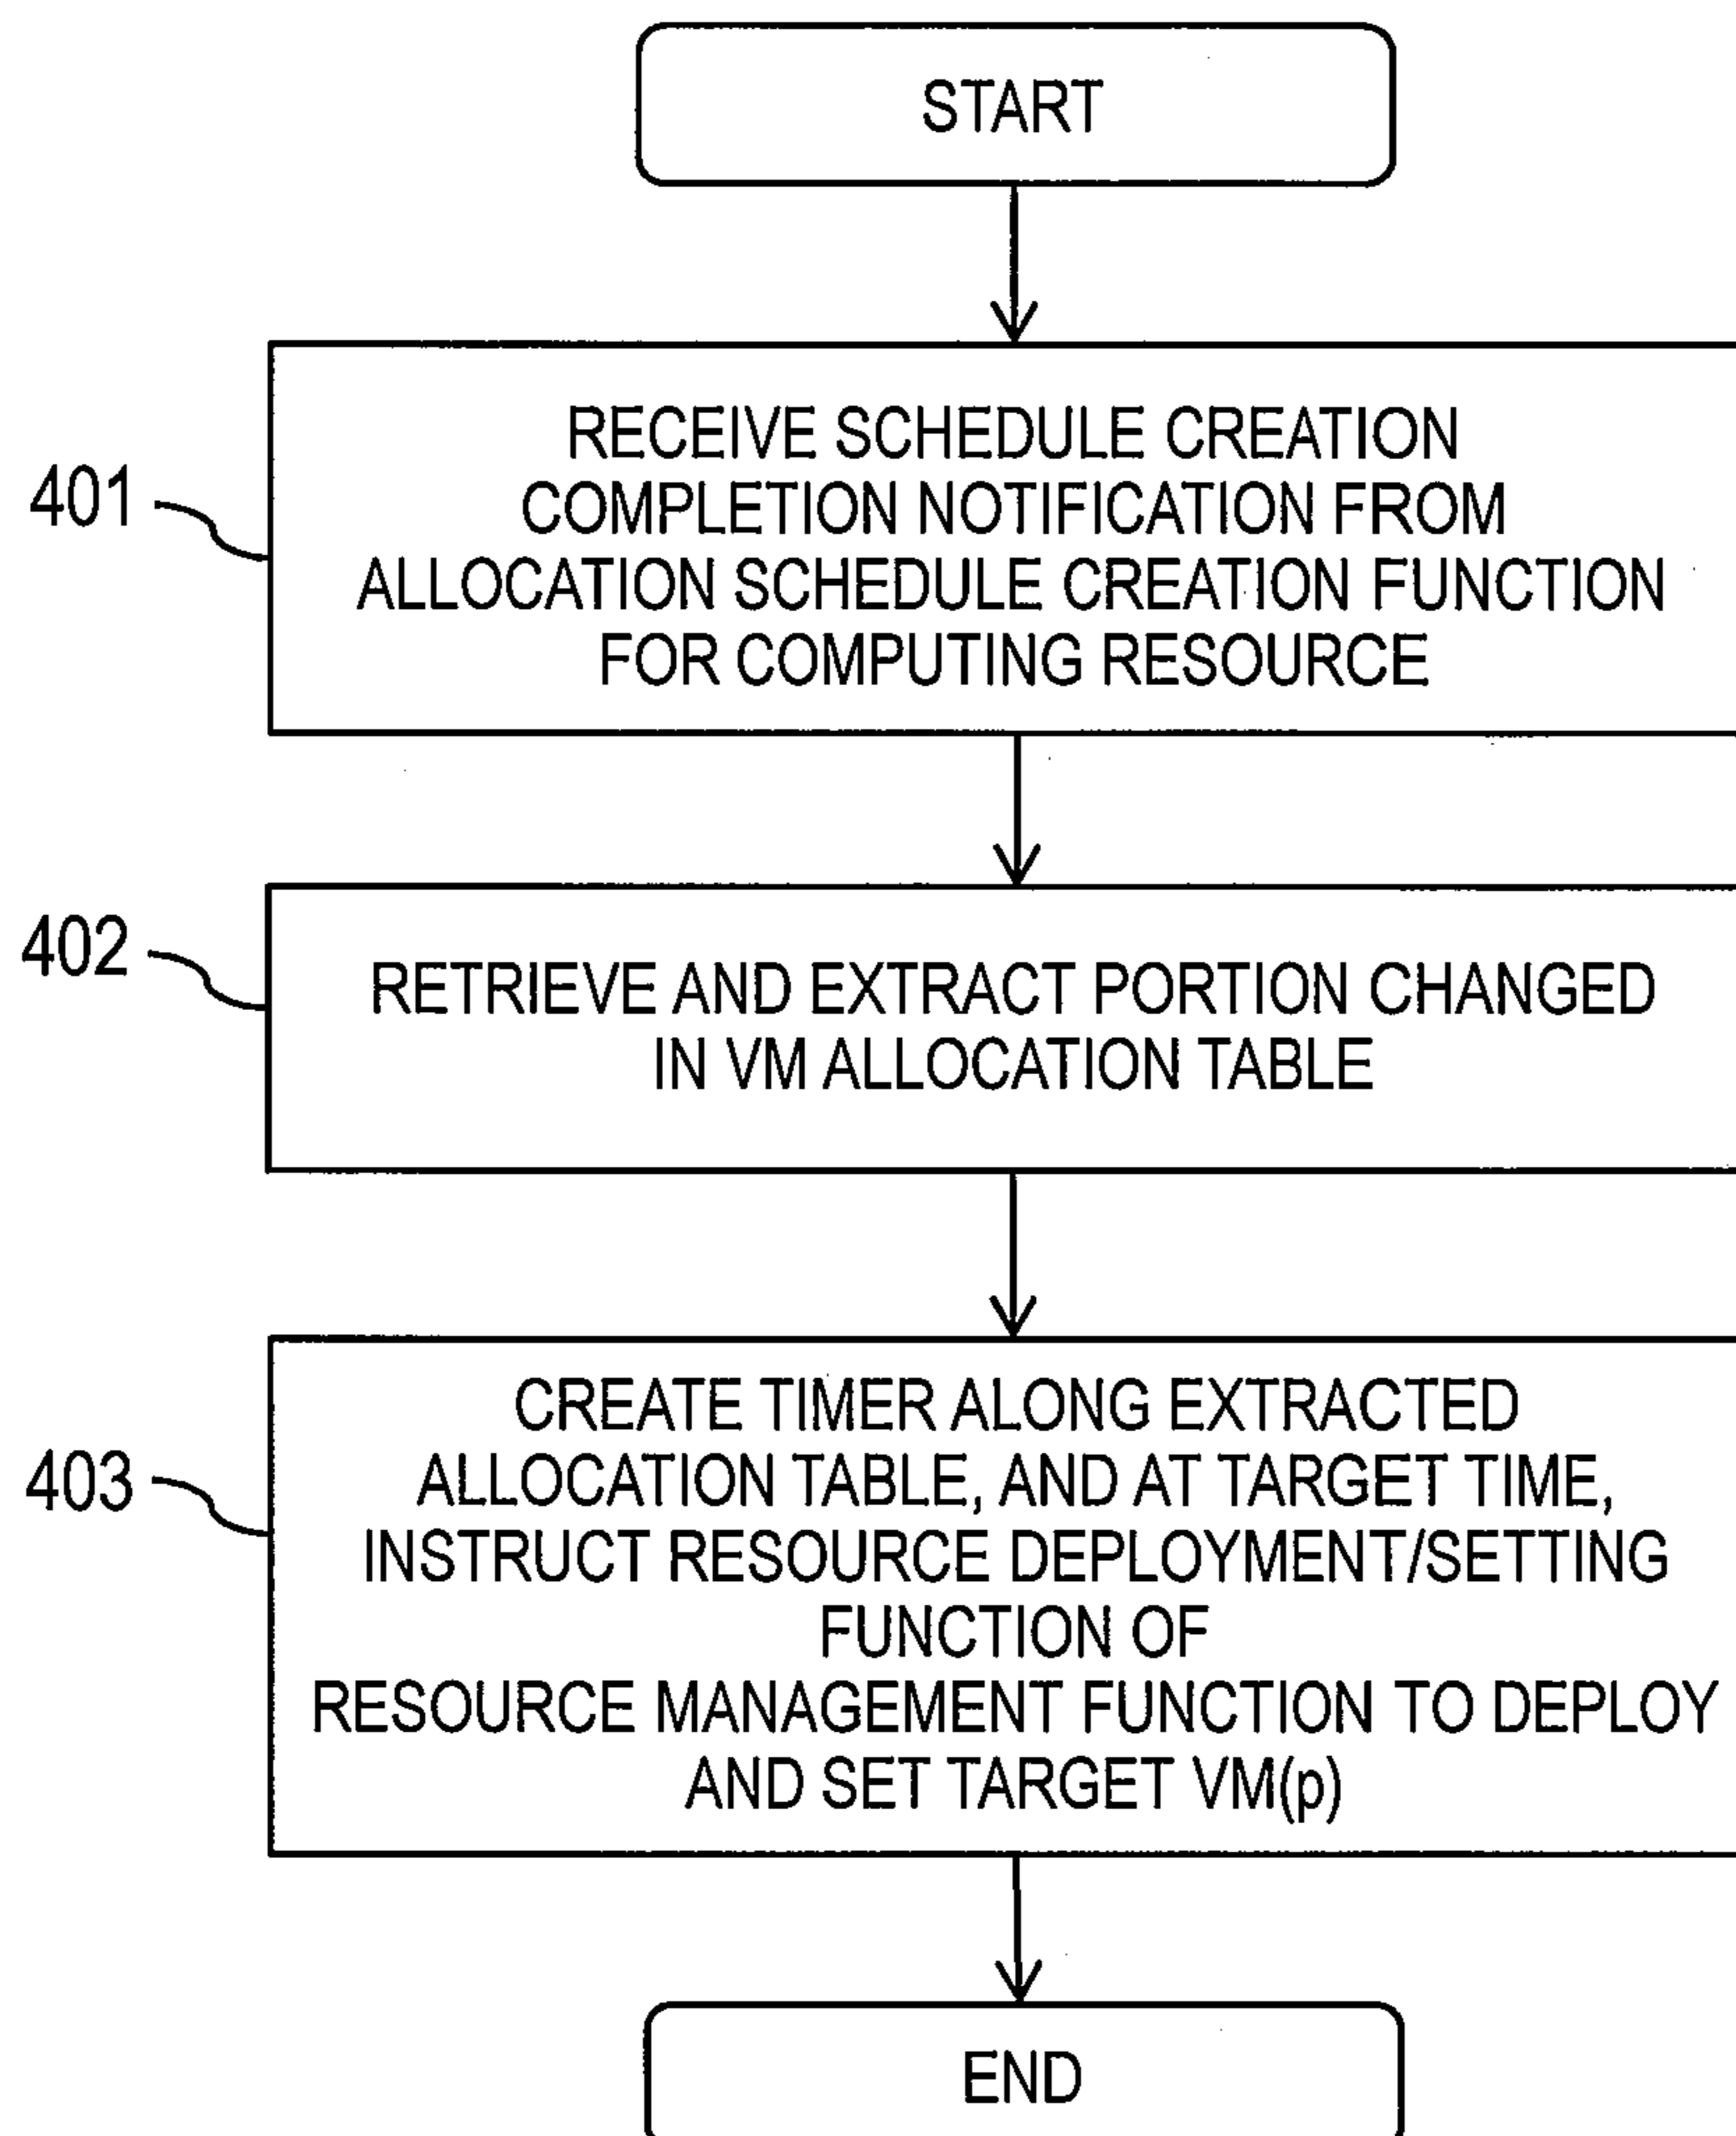 START
401
RECEIVE SCHEDULE CREATION
COMPLETION NOTIFICATION FROM
ALLOCATION SCHEDULE CREATION FUNCTION
FOR COMPUTING RESOURCE
402
RETRIEVE AND EXTRACT PORTION CHANGED
IN VM ALLOCATION TABLE
403
CREATE TIMER ALONG EXTRACTED
ALLOCATION TABLE, AND AT TARGET TIME,
INSTRUCT RESOURCE DEPLOYMENT/SETTING
FUNCTION OF
RESOURCE MANAGEMENT FUNCTION TO DEPLOY
AND SET TARGET VM(p)
END